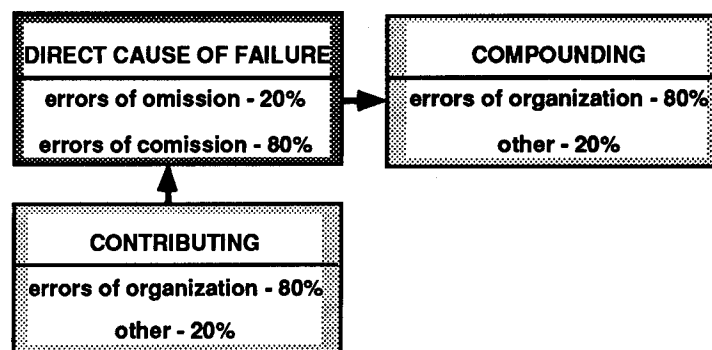 DIRECT CAUSE OF FAILURE
errors of omission - 20%
errors of comission - 80%
COMPOUNDING
errors of organization - 80%
other - 20%
CONTRIBUTING
errors of organization - 80%
other - 20%